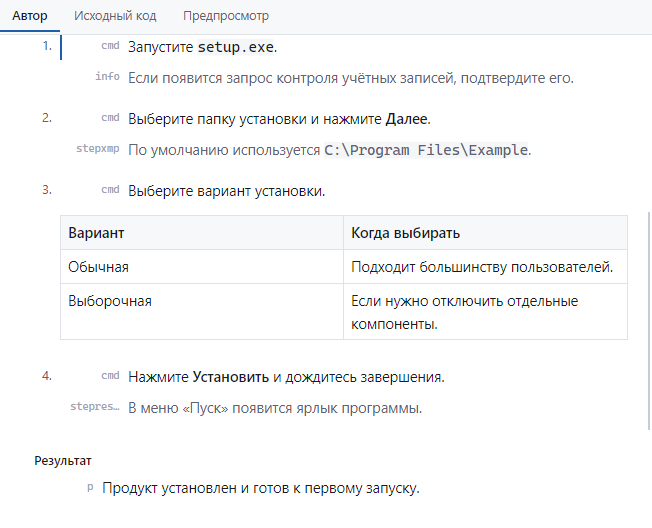 Автор Исходный код Предпросмотр
1. cmd Запустите setup.exe.
info Если появится запрос контроля учётных записей, подтвердите его.
2. cmd Выберите папку установки и нажмите Далее.
stepxmp По умолчанию используется C:\Program Files\Example.
3. cmd Выберите вариант установки.
Вариант Когда выбирать
Обычная Подходит большинству пользователей.
Выборочная Если нужно отключить отдельные
компоненты.
4. cmd Нажмите Установить и дождитесь завершения.
stepres… В меню «Пуск» появится ярлык программы.
Результат
p Продукт установлен и готов к первому запуску.